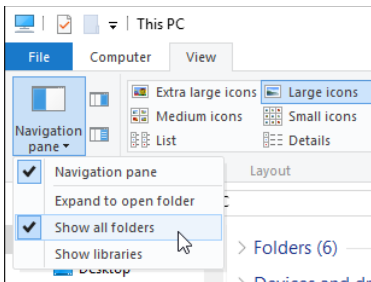 This PC
File Computer View
Extra large icons Large icons
Medium icons Small icons
List Details
Navigation pane
Layout
Navigation pane
Expand to open folder
Show all folders
Show libraries
Desktop
Folders (6)